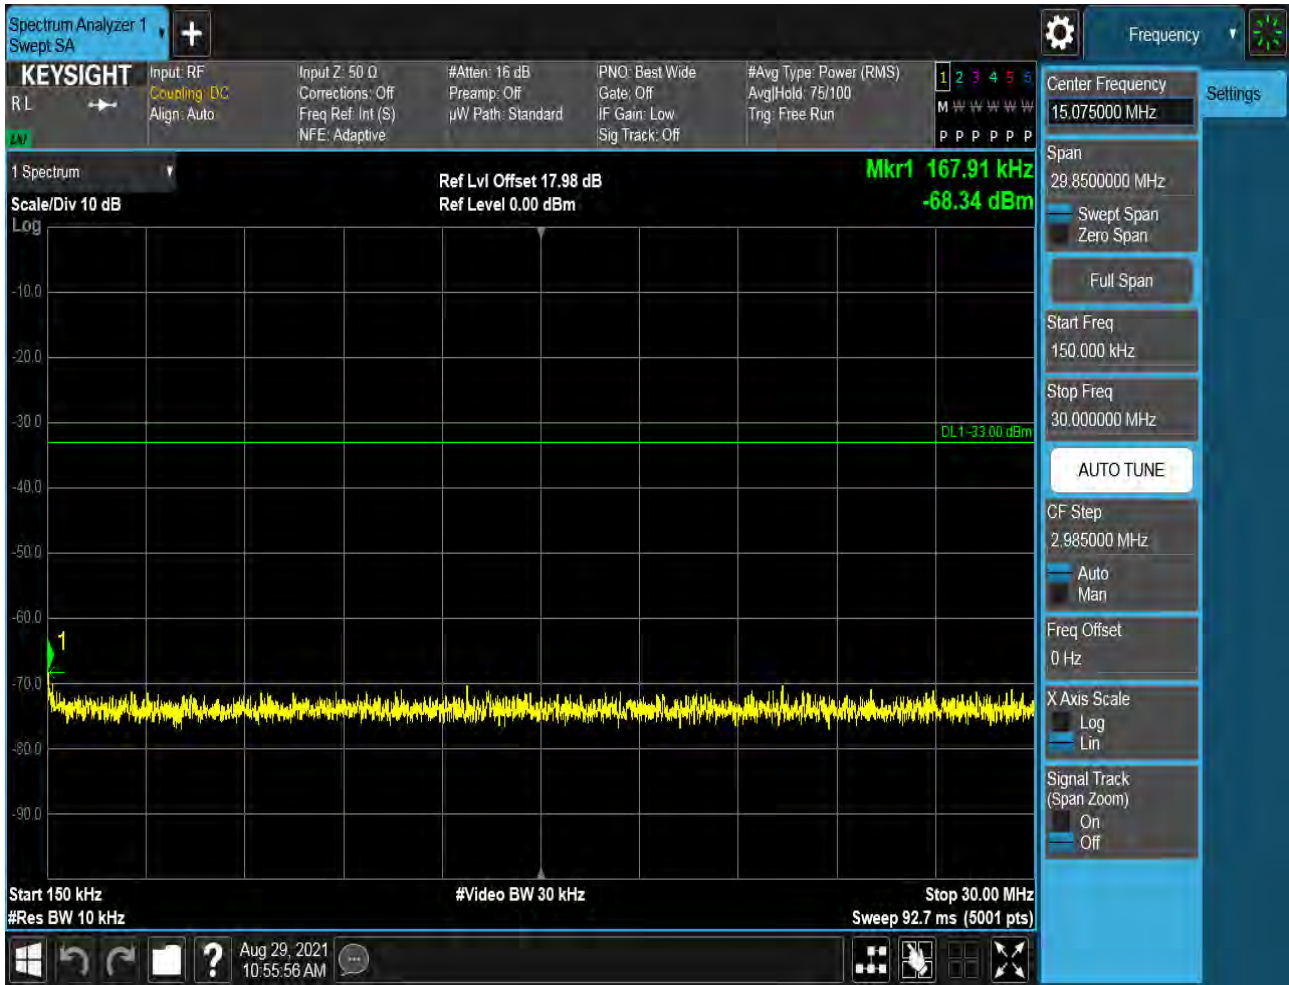 Spectrum Analyzer 1
Swept SA
Frequency
KEYSIGHT
R L
Input: RF
Coupling: DC
Align: Auto
Input Z: 50 Ω
Corrections: Off
Freq Ref: Int (S)
NFE: Adaptive
#Atten: 16 dB
Preamp: Off
µW Path: Standard
PNO: Best Wide
Gate: Off
IF Gain: Low
Sig Track: Off
#Avg Type: Power (RMS)
Avg|Hold: 75/100
Trig: Free Run
1 2 3 4 5 6
M W W W W W
P P P P P P
1 Spectrum
Scale/Div 10 dB
Log
Ref Lvl Offset 17.98 dB
Ref Level 0.00 dBm
Mkr1 167.91 kHz
-68.34 dBm
-10.0
-20.0
-30.0
DL1 -33.00 dBm
-40.0
-50.0
-60.0
1
-70.0
-80.0
-90.0
Start 150 kHz
#Video BW 30 kHz
Stop 30.00 MHz
#Res BW 10 kHz
Sweep 92.7 ms (5001 pts)
?
Aug 29, 2021
10:55:56 AM
Center Frequency
15.075000 MHz
Settings
Span
29.8500000 MHz
Swept Span
Zero Span
Full Span
Start Freq
150.000 kHz
Stop Freq
30.000000 MHz
AUTO TUNE
CF Step
2.985000 MHz
Auto
Man
Freq Offset
0 Hz
X Axis Scale
Log
Lin
Signal Track
(Span Zoom)
On
Off